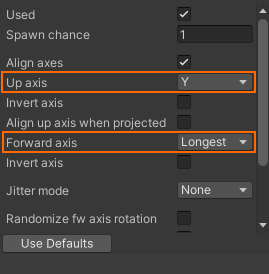 Used
Spawn chance 1
Align axes
Up axis Y
Invert axis
Align up axis when projected
Forward axis Longest
Invert axis
Jitter mode None
Randomize fw axis rotation
Use Defaults